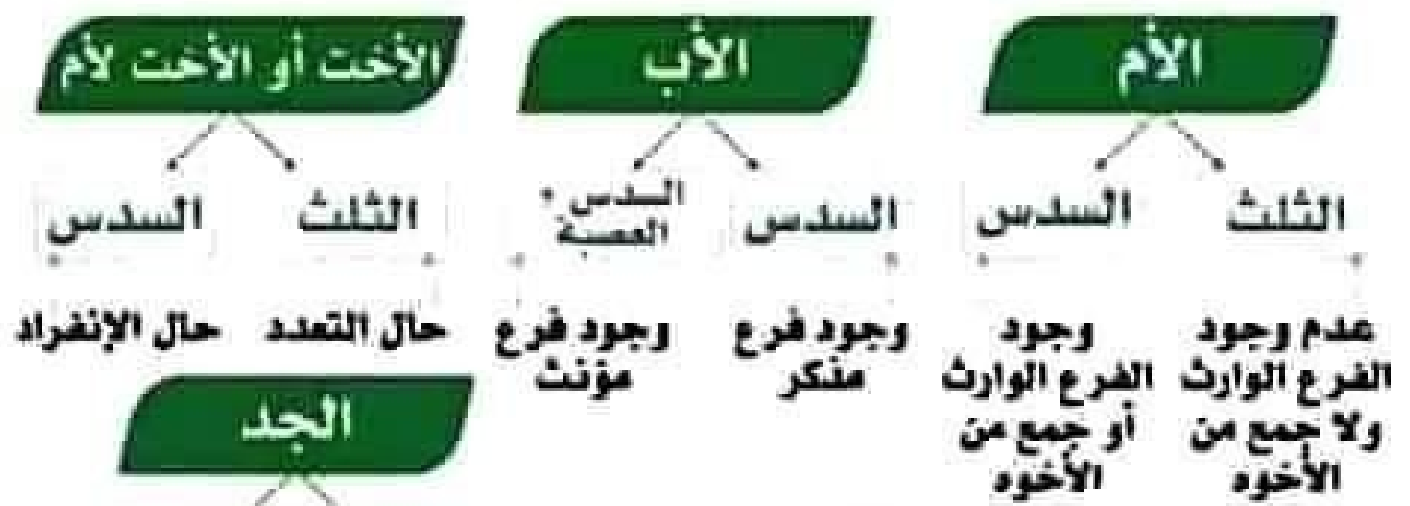 الأم
الثلث
عدم وجود
الفرع الوارث
ولا جمع من
الأخوه
السدس
وجود
الفرع الوارث
أو جمع من
الأخوه
الأب
السدس
وجود فرع
مذكر
السدس +
العصبة
وجود فرع
مؤنث
الأخت أو الأخت لأم
الثلث
حال التعدد
السدس
حال الإنفراد
الجد